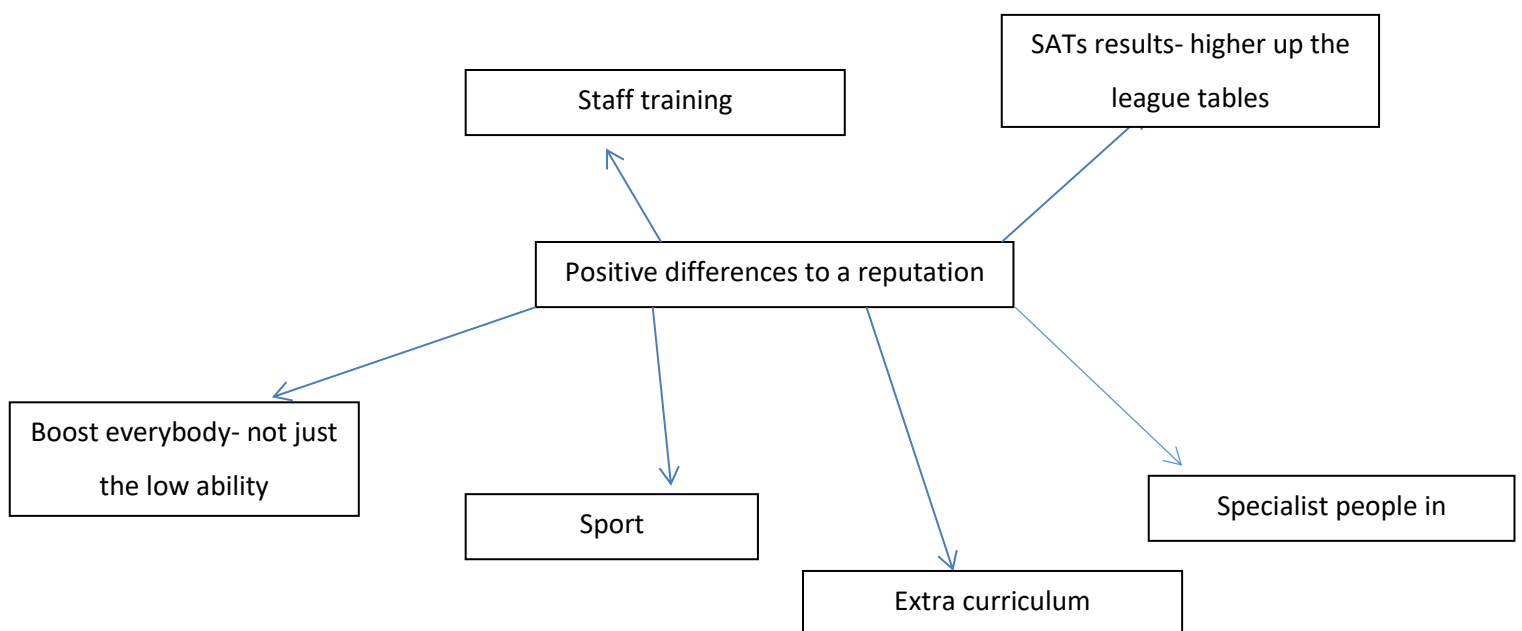 SATs results- higher up the
league tables
Staff training
Positive differences to a reputation
Boost everybody- not just
the low ability
Sport
Specialist people in
Extra curriculum